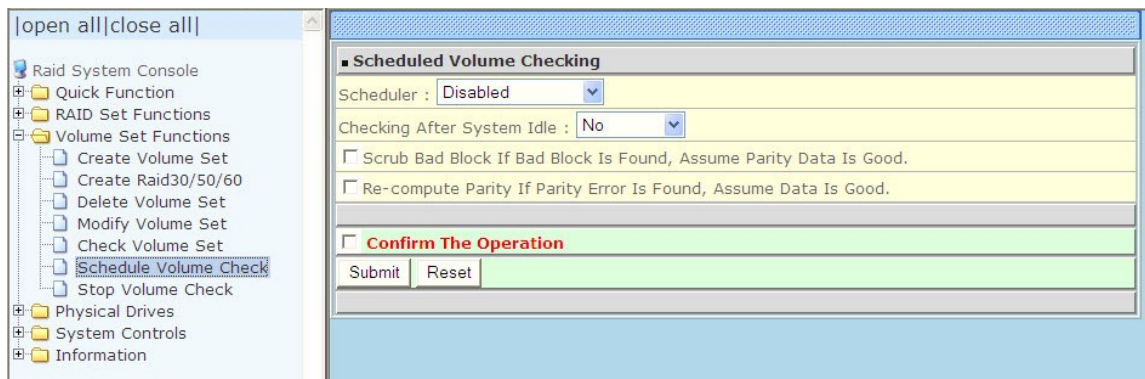 |open all|close all|
Raid System Console
Quick Function
RAID Set Functions
Volume Set Functions
Create Volume Set
Create Raid30/50/60
Delete Volume Set
Modify Volume Set
Check Volume Set
Schedule Volume Check
Stop Volume Check
Physical Drives
System Controls
Information
Scheduled Volume Checking
Scheduler : Disabled
Checking After System Idle : No
Scrub Bad Block If Bad Block Is Found, Assume Parity Data Is Good.
Re-compute Parity If Parity Error Is Found, Assume Data Is Good.
Confirm The Operation
Submit Reset